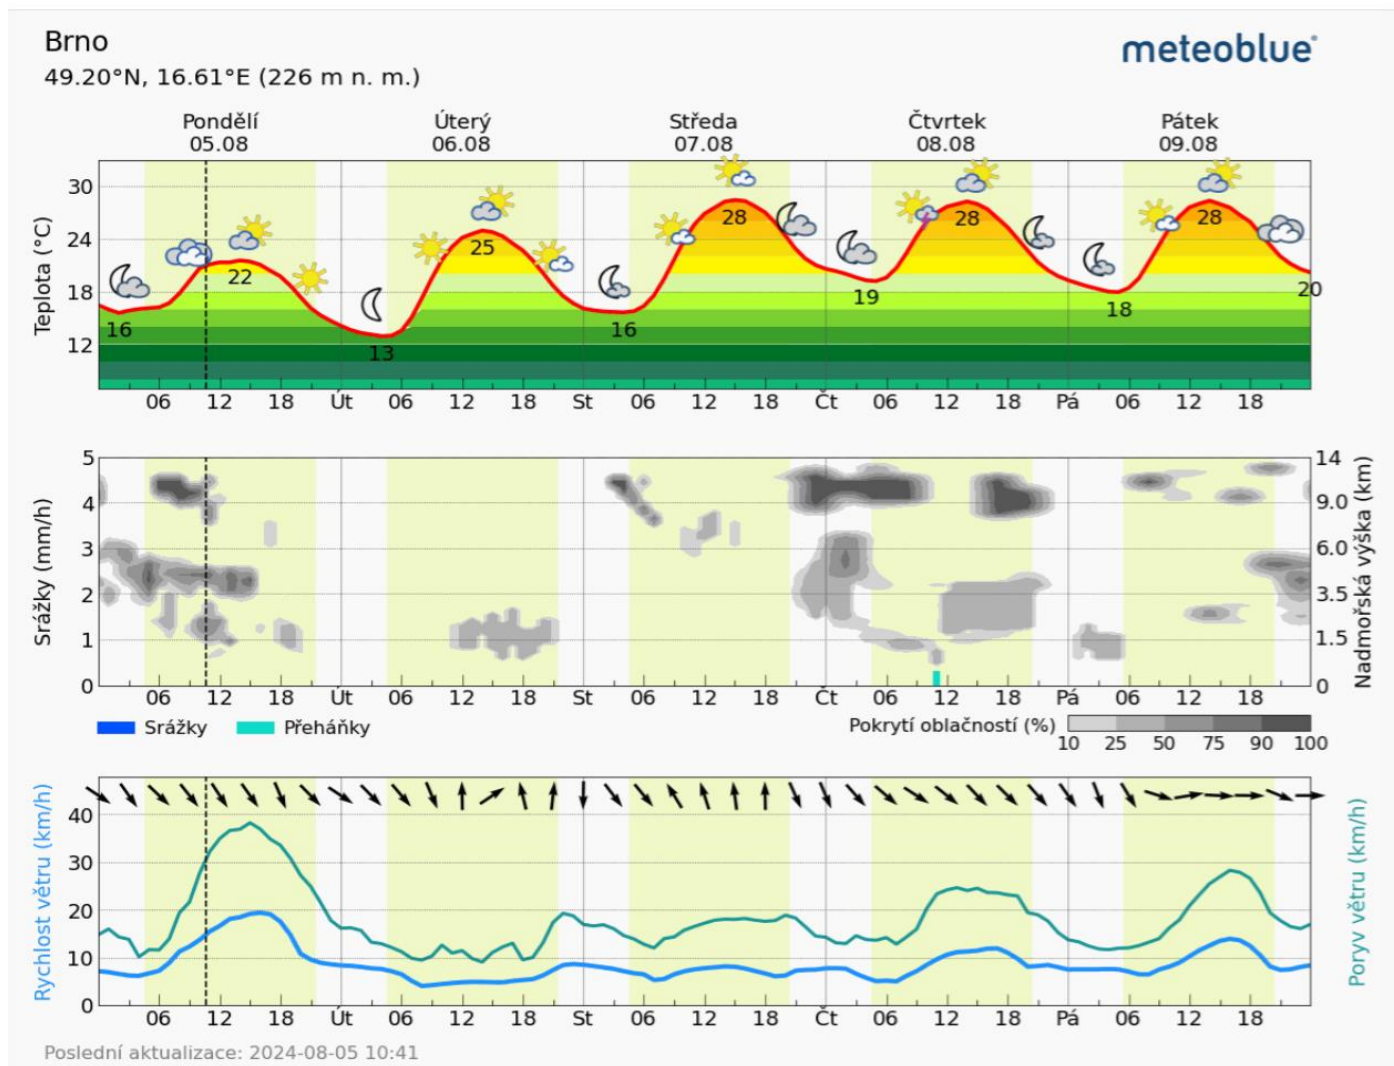 Brno
meteoblue
49.20°N, 16.61°E (226 m n. m.)
Pondělí Úterý Středa Čtvrtek Pátek
05.08 06.08 07.08 08.08 09.08
Teplota (°C)
30
24
18
12
16 22 13 25 16 28 19 28 18 28 20
06 12 18 Út 06 12 18 St 06 12 18 Čt 06 12 18 Pá 06 12 18
Srážky (mm/h)
5
4
3
2
1
0
14
9.0
6.0
3.5
1.5
0
Nadmořská výška (km)
06 12 18 Út 06 12 18 St 06 12 18 Čt 06 12 18 Pá 06 12 18
Srážky Přeháňky
Pokrytí oblačností (%)
10 25 50 75 90 100
Rychlost větru (km/h)
40
30
20
10
0
Poryv větru (km/h)
06 12 18 Út 06 12 18 St 06 12 18 Čt 06 12 18 Pá 06 12 18
Poslední aktualizace: 2024-08-05 10:41